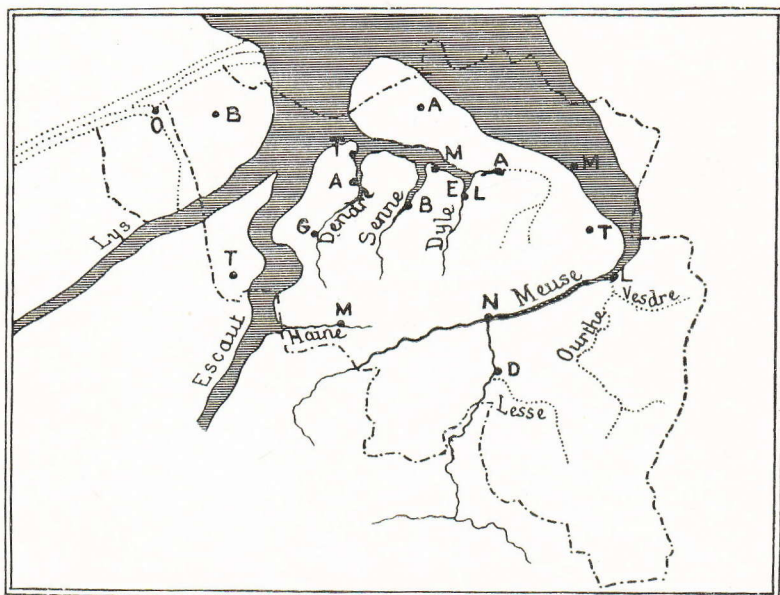 A
O
B
T
M
A
M
A
E
L
B
G
Dendre
Senne
Dyle
Lys
T
T
L
Vesdre
N
Meuse
M
Haine
Ourthe
Escaut
D
Lesse